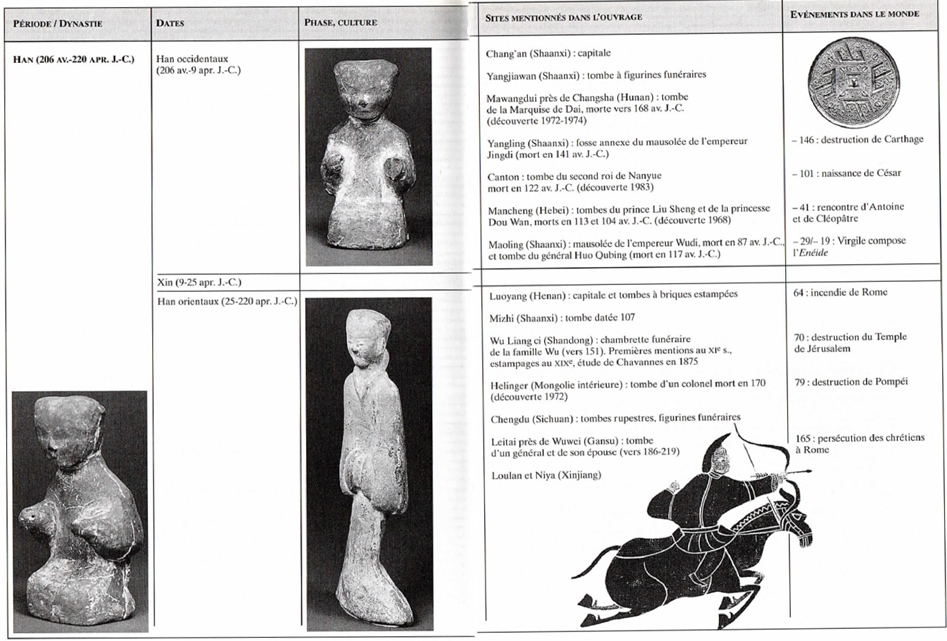 PÉRIODE / DYNASTIE
DATES
PHASE, CULTURE
SITES MENTIONNÉS DANS L'OUVRAGE
EVÉNEMENTS DANS LE MONDE
HAN (206 AV.-220 APR. J.-C.)
Han occidentaux
(206 av.-9 apr. J.-C.)
Chang'an (Shaanxi) : capitale
Yangjiawan (Shaanxi) : tombe à figurines funéraires
Mawangdui près de Changsha (Hunan) : tombe
de la Marquise de Dai, morte vers 168 av. J.-C.
(découverte 1972-1974)
Yangling (Shaanxi) : fosse annexe du mausolée de l'empereur
Jingdi (mort en 141 av. J.-C.)
Canton : tombe du second roi de Nanyue
mort en 122 av. J.-C. (découverte 1983)
Mancheng (Hebei) : tombes du prince Liu Sheng et de la princesse
Dou Wan, morts en 113 et 104 av. J.-C. (découverte 1968)
Maoling (Shaanxi) : mausolée de l'empereur Wudi, mort en 87 av. J.-C.,
et tombe du général Huo Qubing (mort en 117 av. J.-C.)
– 146 : destruction de Carthage
– 101 : naissance de César
– 41 : rencontre d'Antoine
et de Cléopâtre
– 29/– 19 : Virgile compose
l'Enéide
Xin (9-25 apr. J.-C.)
Han orientaux (25-220 apr. J.-C.)
Luoyang (Henan) : capitale et tombes à briques estampées
Mizhi (Shaanxi) : tombe datée 107
Wu Liang ci (Shandong) : chambrette funéraire
de la famille Wu (vers 151). Premières mentions au XIe s.,
estampages au XIXe, étude de Chavannes en 1875
Helinger (Mongolie intérieure) : tombe d'un colonel mort en 170
(découverte 1972)
Chengdu (Sichuan) : tombes rupestres, figurines funéraires
Leitai près de Wuwei (Gansu) : tombe
d'un général et de son épouse (vers 186-219)
Loulan et Niya (Xinjiang)
64 : incendie de Rome
70 : destruction du Temple
de Jérusalem
79 : destruction de Pompéi
165 : persécution des chrétiens
à Rome